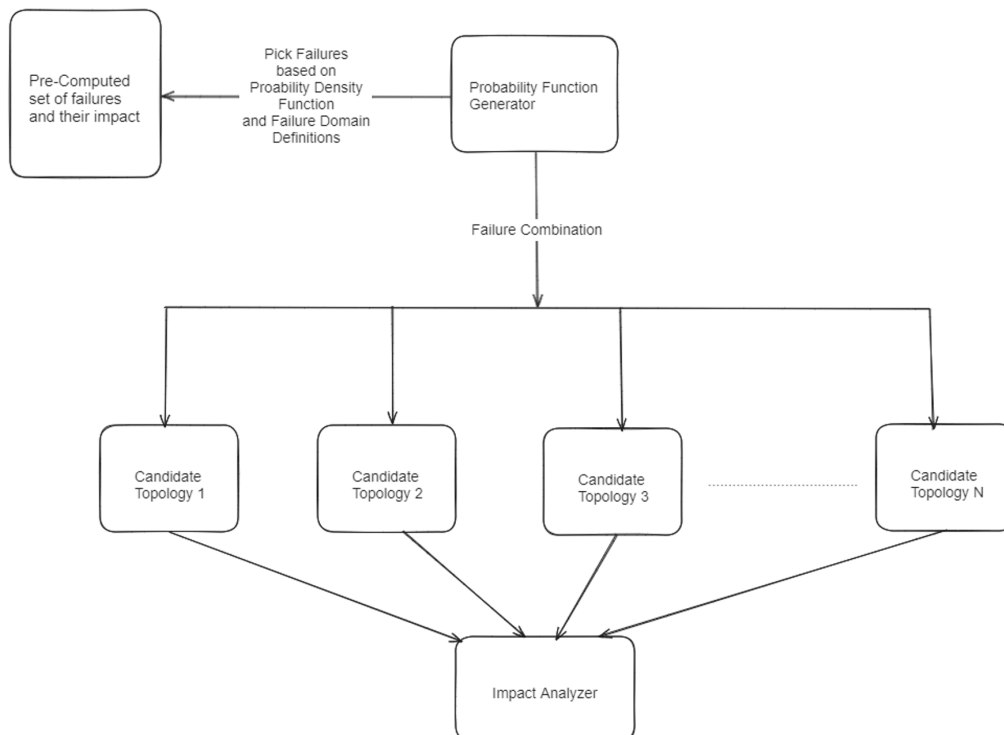 Pre-Computed
set of failures
and their impact
Pick Failures
based on
Proability Density
Function
and Failure Domain
Definitions
Probability Function
Generator
Failure Combination
Candidate
Topology 1
Candidate
Topology 2
Candidate
Topology 3
Candidate
Topology N
Impact Analyzer